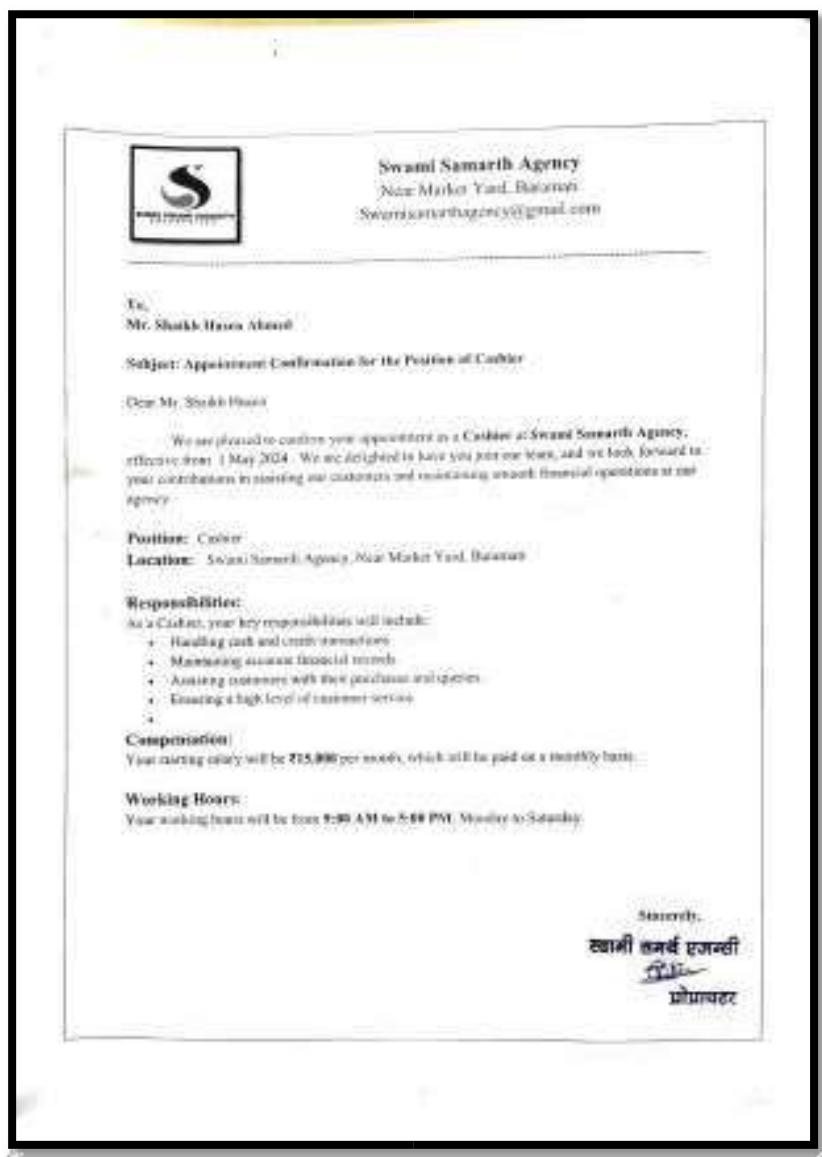 Swami Samarth Agency
Near Market Yard, Baramati
Swamisamarthagency@gmail.com
To,
Mr. Shaikh Husen Ahmed
Subject: Appointment Confirmation for the Position of Cashier
Dear Mr. Shaikh Husen
We are pleased to confirm your appointment as a Cashier at Swami Samarth Agency,
effective from 1 May 2024 . We are delighted to have you join our team, and we look forward to
your contributions in assisting our customers and maintaining smooth financial operations at our
agency.
Position: Cashier
Location: Swami Samarth Agency, Near Market Yard, Baramati
Responsibilities:
As a Cashier, your key responsibilities will include:
• Handling cash and credit transactions
• Maintaining accurate financial records
• Assisting customers with their purchases and queries
• Ensuring a high level of customer service
•
Compensation:
Your starting salary will be ₹15,000 per month, which will be paid on a monthly basis.
Working Hours:
Your working hours will be from 9:00 AM to 5:00 PM, Monday to Saturday.
Sincerely,
स्वामी समर्थ एजन्सी
प्रोप्रायटर